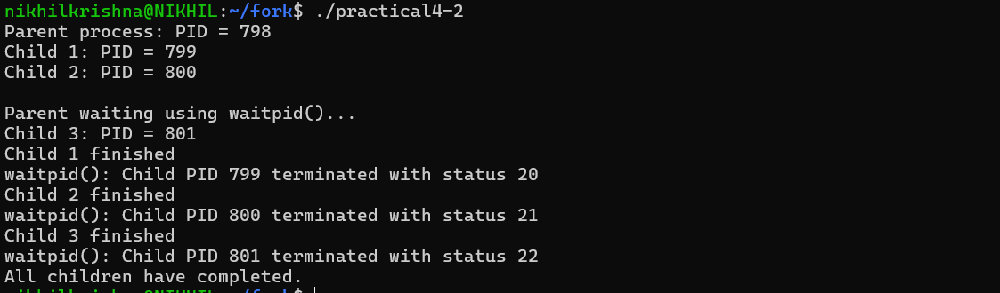 nikhilkrishna@NIKHIL:~/fork$ ./practical4-2
Parent process: PID = 798
Child 1: PID = 799
Child 2: PID = 800

Parent waiting using waitpid()...
Child 3: PID = 801
Child 1 finished
waitpid(): Child PID 799 terminated with status 20
Child 2 finished
waitpid(): Child PID 800 terminated with status 21
Child 3 finished
waitpid(): Child PID 801 terminated with status 22
All children have completed.
nikhilkrishna@NIKHIL:~/fork$